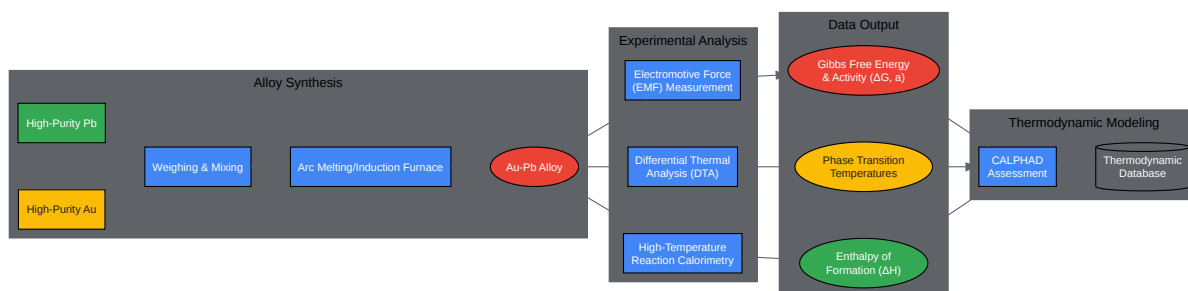 Alloy Synthesis
High-Purity Pb
High-Purity Au
Weighing & Mixing
Arc Melting/Induction Furnace
Au-Pb Alloy
Experimental Analysis
Electromotive Force
(EMF) Measurement
Differential Thermal
Analysis (DTA)
High-Temperature
Reaction Calorimetry
Data Output
Gibbs Free Energy
& Activity (ΔG, a)
Phase Transition
Temperatures
Enthalpy of
Formation (ΔH)
Thermodynamic Modeling
CALPHAD
Assessment
Thermodynamic
Database